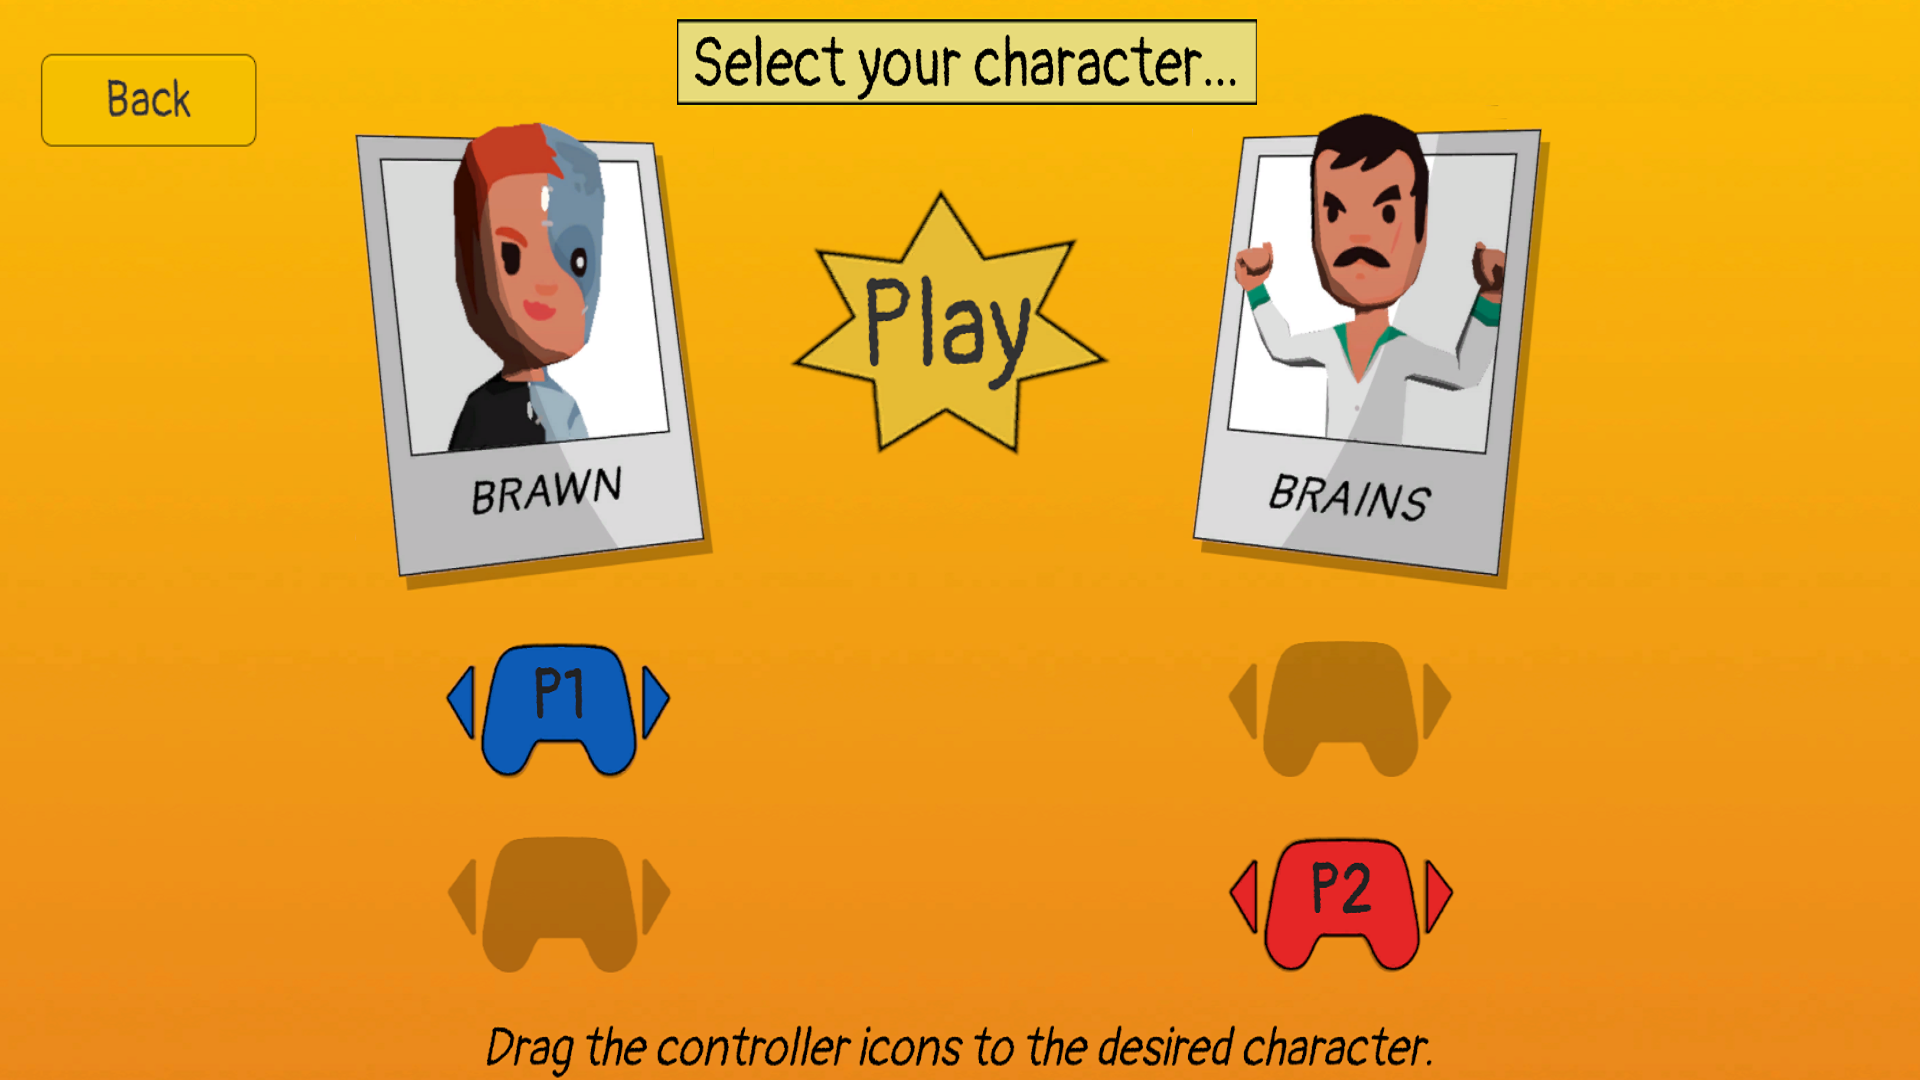 Select your character...
Back
Play
BRAWN
BRAINS
P1
P2
Drag the controller icons to the desired character.